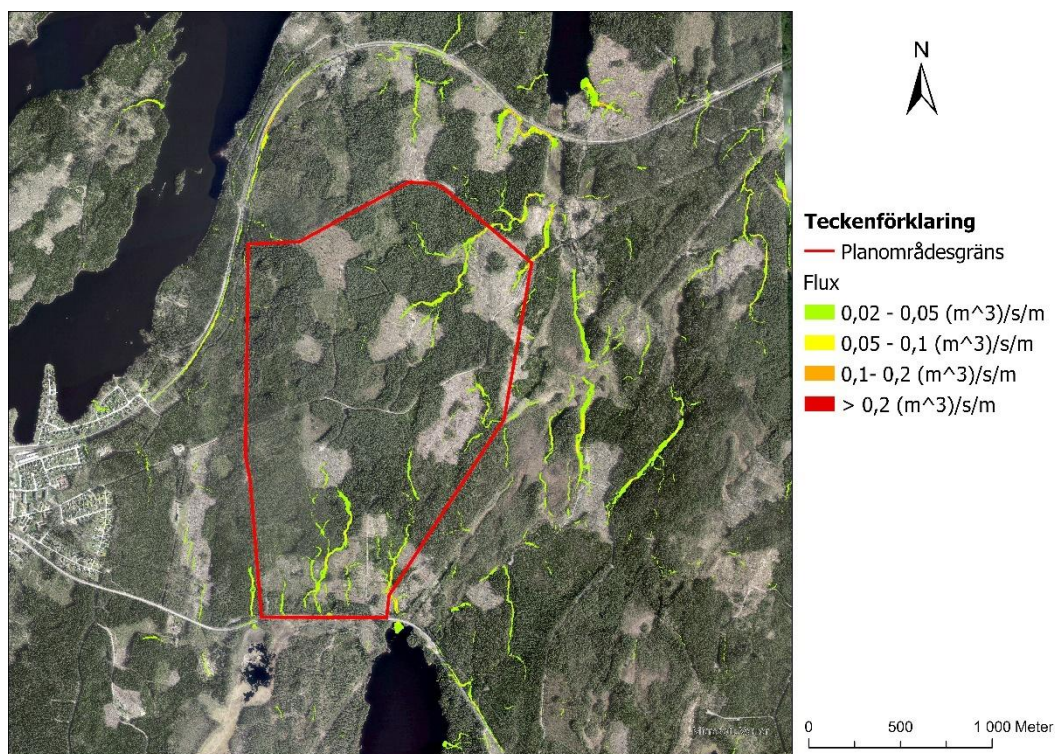 N
Teckenförklaring
Planområdesgräns
Flux
0,02 - 0,05 (m^3)/s/m
0,05 - 0,1 (m^3)/s/m
0,1- 0,2 (m^3)/s/m
> 0,2 (m^3)/s/m
0 500 1 000 Meter